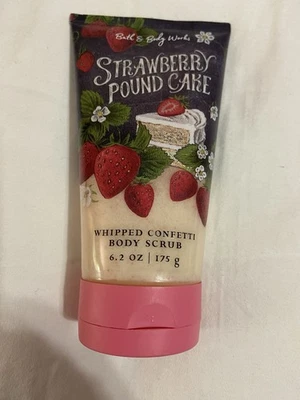 Bath & Body Works
STRAWBERRY
POUND CAKE
WHIPPED CONFETTI
BODY SCRUB
6.2 OZ | 175 g